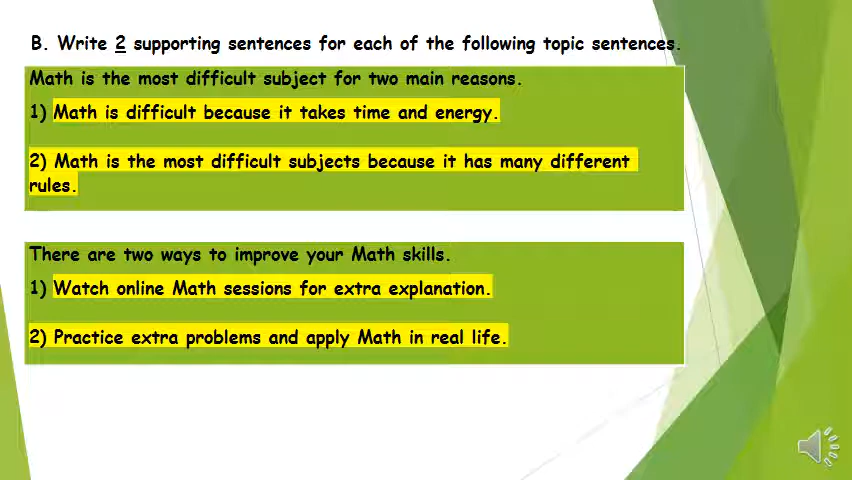 B. Write 2 supporting sentences for each of the following topic sentences.
Math is the most difficult subject for two main reasons.
1) Math is difficult because it takes time and energy.
2) Math is the most difficult subjects because it has many different
rules.
There are two ways to improve your Math skills.
1) Watch online Math sessions for extra explanation.
2) Practice extra problems and apply Math in real life.